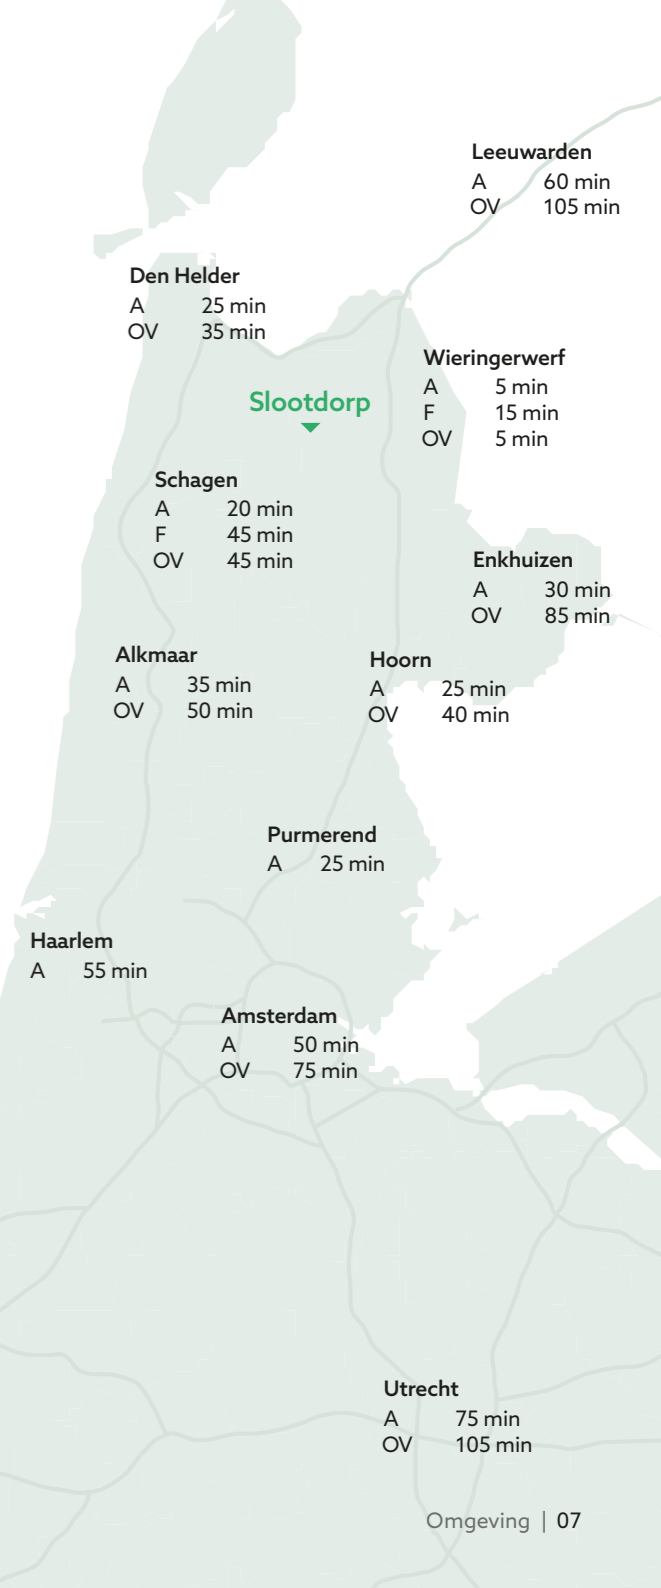 Leeuwarden
A 60 min
OV 105 min
Den Helder
A 25 min
OV 35 min
Wieringerwerf
A 5 min
F 15 min
OV 5 min
Slootdorp
Schagen
A 20 min
F 45 min
OV 45 min
Enkhuizen
A 30 min
OV 85 min
Alkmaar
A 35 min
OV 50 min
Hoorn
A 25 min
OV 40 min
Purmerend
A 25 min
Haarlem
A 55 min
Amsterdam
A 50 min
OV 75 min
Utrecht
A 75 min
OV 105 min
Omgeving | 07